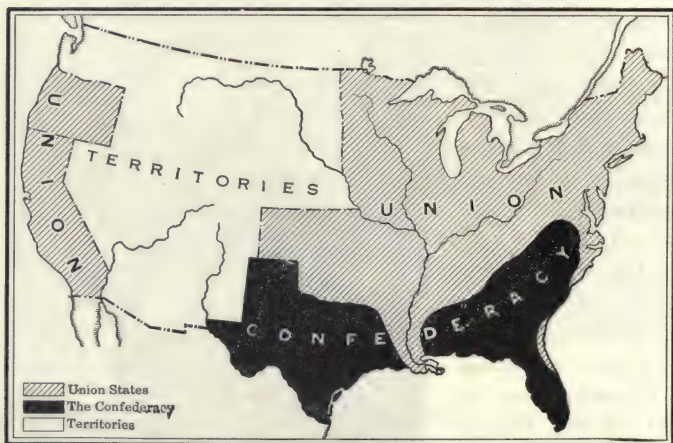 UNION
TERRITORIES
UNION
CONFEDERACY
Union States
The Confederacy
Territories